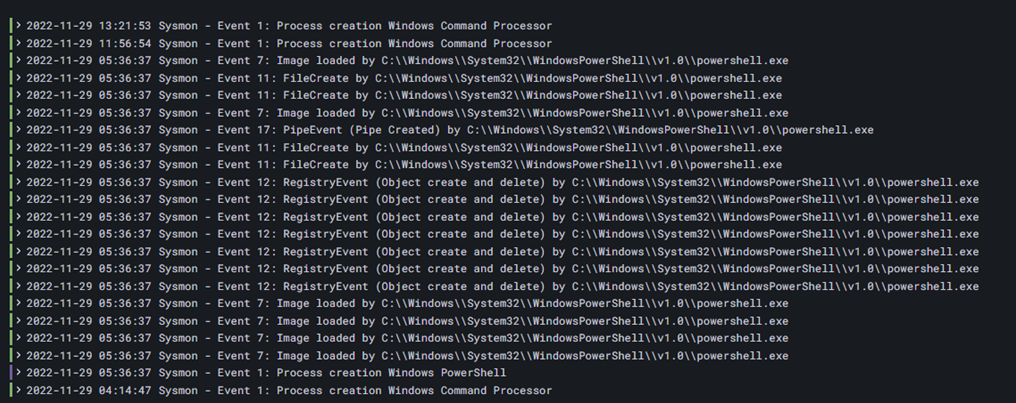 > 2022-11-29 13:21:53 Sysmon - Event 1: Process creation Windows Command Processor
> 2022-11-29 11:56:54 Sysmon - Event 1: Process creation Windows Command Processor
> 2022-11-29 05:36:37 Sysmon - Event 7: Image loaded by C:\\Windows\\System32\\WindowsPowerShell\\v1.0\\powershell.exe
> 2022-11-29 05:36:37 Sysmon - Event 11: FileCreate by C:\\Windows\\System32\\WindowsPowerShell\\v1.0\\powershell.exe
> 2022-11-29 05:36:37 Sysmon - Event 11: FileCreate by C:\\Windows\\System32\\WindowsPowerShell\\v1.0\\powershell.exe
> 2022-11-29 05:36:37 Sysmon - Event 7: Image loaded by C:\\Windows\\System32\\WindowsPowerShell\\v1.0\\powershell.exe
> 2022-11-29 05:36:37 Sysmon - Event 17: PipeEvent (Pipe Created) by C:\\Windows\\System32\\WindowsPowerShell\\v1.0\\powershell.exe
> 2022-11-29 05:36:37 Sysmon - Event 11: FileCreate by C:\\Windows\\System32\\WindowsPowerShell\\v1.0\\powershell.exe
> 2022-11-29 05:36:37 Sysmon - Event 11: FileCreate by C:\\Windows\\System32\\WindowsPowerShell\\v1.0\\powershell.exe
> 2022-11-29 05:36:37 Sysmon - Event 12: RegistryEvent (Object create and delete) by C:\\Windows\\System32\\WindowsPowerShell\\v1.0\\powershell.exe
> 2022-11-29 05:36:37 Sysmon - Event 12: RegistryEvent (Object create and delete) by C:\\Windows\\System32\\WindowsPowerShell\\v1.0\\powershell.exe
> 2022-11-29 05:36:37 Sysmon - Event 12: RegistryEvent (Object create and delete) by C:\\Windows\\System32\\WindowsPowerShell\\v1.0\\powershell.exe
> 2022-11-29 05:36:37 Sysmon - Event 12: RegistryEvent (Object create and delete) by C:\\Windows\\System32\\WindowsPowerShell\\v1.0\\powershell.exe
> 2022-11-29 05:36:37 Sysmon - Event 12: RegistryEvent (Object create and delete) by C:\\Windows\\System32\\WindowsPowerShell\\v1.0\\powershell.exe
> 2022-11-29 05:36:37 Sysmon - Event 12: RegistryEvent (Object create and delete) by C:\\Windows\\System32\\WindowsPowerShell\\v1.0\\powershell.exe
> 2022-11-29 05:36:37 Sysmon - Event 12: RegistryEvent (Object create and delete) by C:\\Windows\\System32\\WindowsPowerShell\\v1.0\\powershell.exe
> 2022-11-29 05:36:37 Sysmon - Event 7: Image loaded by C:\\Windows\\System32\\WindowsPowerShell\\v1.0\\powershell.exe
> 2022-11-29 05:36:37 Sysmon - Event 7: Image loaded by C:\\Windows\\System32\\WindowsPowerShell\\v1.0\\powershell.exe
> 2022-11-29 05:36:37 Sysmon - Event 7: Image loaded by C:\\Windows\\System32\\WindowsPowerShell\\v1.0\\powershell.exe
> 2022-11-29 05:36:37 Sysmon - Event 7: Image loaded by C:\\Windows\\System32\\WindowsPowerShell\\v1.0\\powershell.exe
> 2022-11-29 05:36:37 Sysmon - Event 1: Process creation Windows PowerShell
> 2022-11-29 04:14:47 Sysmon - Event 1: Process creation Windows Command Processor